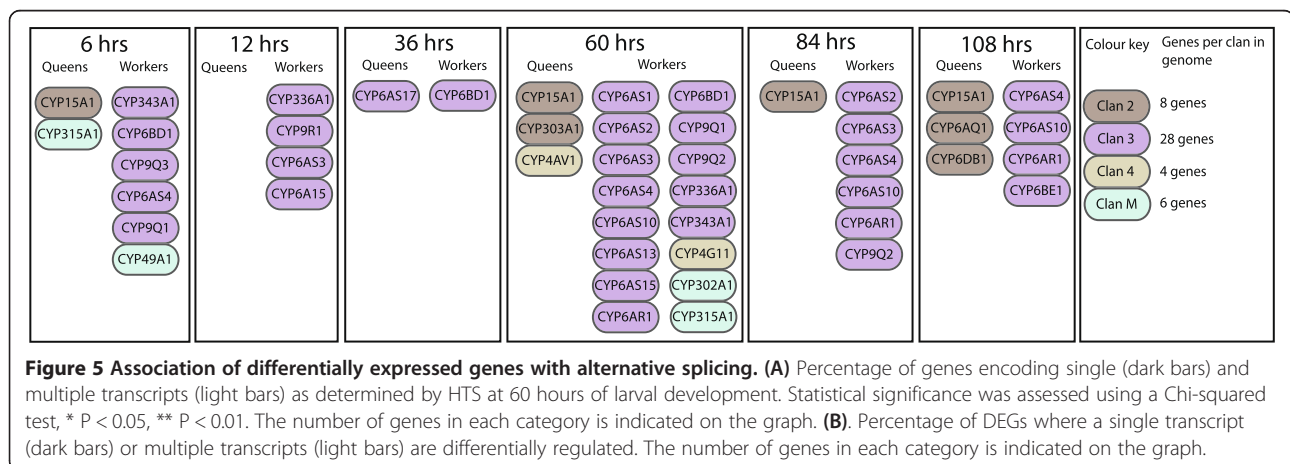 6 hrs
Queens Workers
CYP15A1 CYP343A1
CYP315A1 CYP6BD1
CYP9Q3
CYP6AS4
CYP9Q1
CYP49A1
12 hrs
Queens Workers
CYP336A1
CYP9R1
CYP6AS3
CYP6A15
36 hrs
Queens Workers
CYP6AS17 CYP6BD1
60 hrs
Queens Workers
CYP15A1 CYP6AS1 CYP6BD1
CYP303A1 CYP6AS2 CYP9Q1
CYP4AV1 CYP6AS3 CYP9Q2
CYP6AS4 CYP336A1
CYP6AS10 CYP343A1
CYP6AS13 CYP4G11
CYP6AS15 CYP302A1
CYP6AR1 CYP315A1
84 hrs
Queens Workers
CYP15A1 CYP6AS2
CYP6AS3
CYP6AS4
CYP6AS10
CYP6AR1
CYP9Q2
108 hrs
Queens Workers
CYP15A1 CYP6AS4
CYP6AQ1 CYP6AS10
CYP6DB1 CYP6AR1
CYP6BE1
Colour key Genes per clan in
genome
Clan 2 8 genes
Clan 3 28 genes
Clan 4 4 genes
Clan M 6 genes
Figure 5 Association of differentially expressed genes with alternative splicing. (A) Percentage of genes encoding single (dark bars) and
multiple transcripts (light bars) as determined by HTS at 60 hours of larval development. Statistical significance was assessed using a Chi-squared
test, * P < 0.05, ** P < 0.01. The number of genes in each category is indicated on the graph. (B). Percentage of DEGs where a single transcript
(dark bars) or multiple transcripts (light bars) are differentially regulated. The number of genes in each category is indicated on the graph.